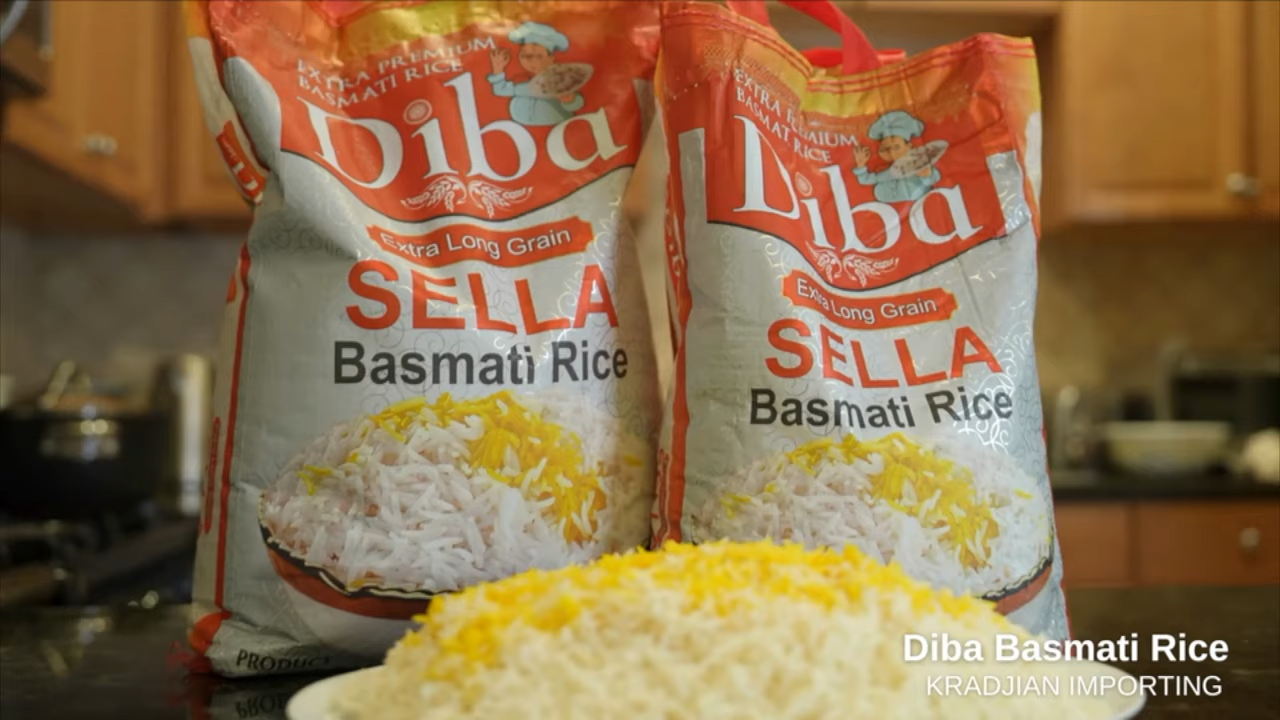 EXTRA PREMIUM
BASMATI RICE
Diba
Extra Long Grain
SELLA
Basmati Rice
PRODUCT
EXTRA PREMIUM
BASMATI RICE
Diba
Extra Long Grain
SELLA
Basmati Rice
Diba Basmati Rice
KRADJIAN IMPORTING